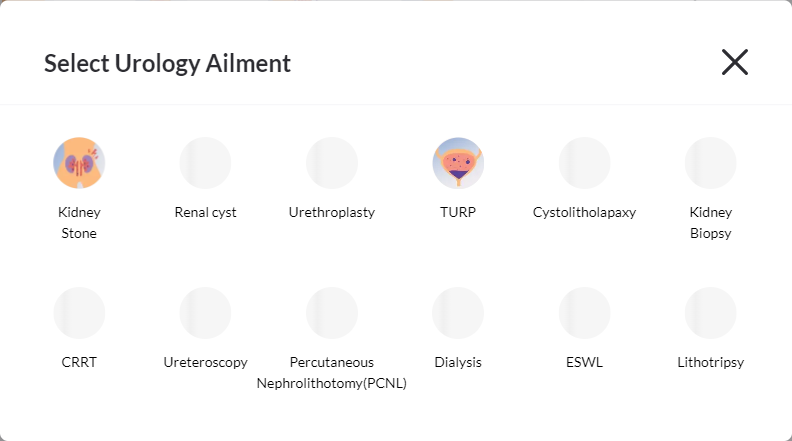 Select Urology Ailment
Kidney
Stone
Renal cyst
Urethroplasty
TURP
Cystolitholapaxy
Kidney
Biopsy
CRRT
Ureteroscopy
Percutaneous
Nephrolithotomy(PCNL)
Dialysis
ESWL
Lithotripsy